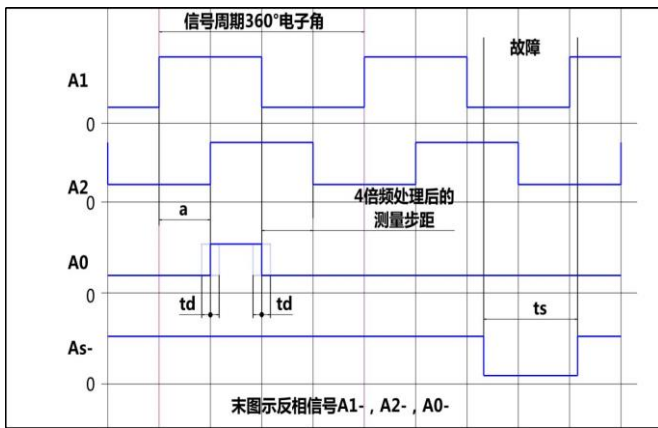 信号周期360°电子角
故障
A1
0
A2
0
4倍频处理后的
测量步距
a
A0
0
td
td
ts
As-
0
末图示反相信号A1-，A2-，A0-